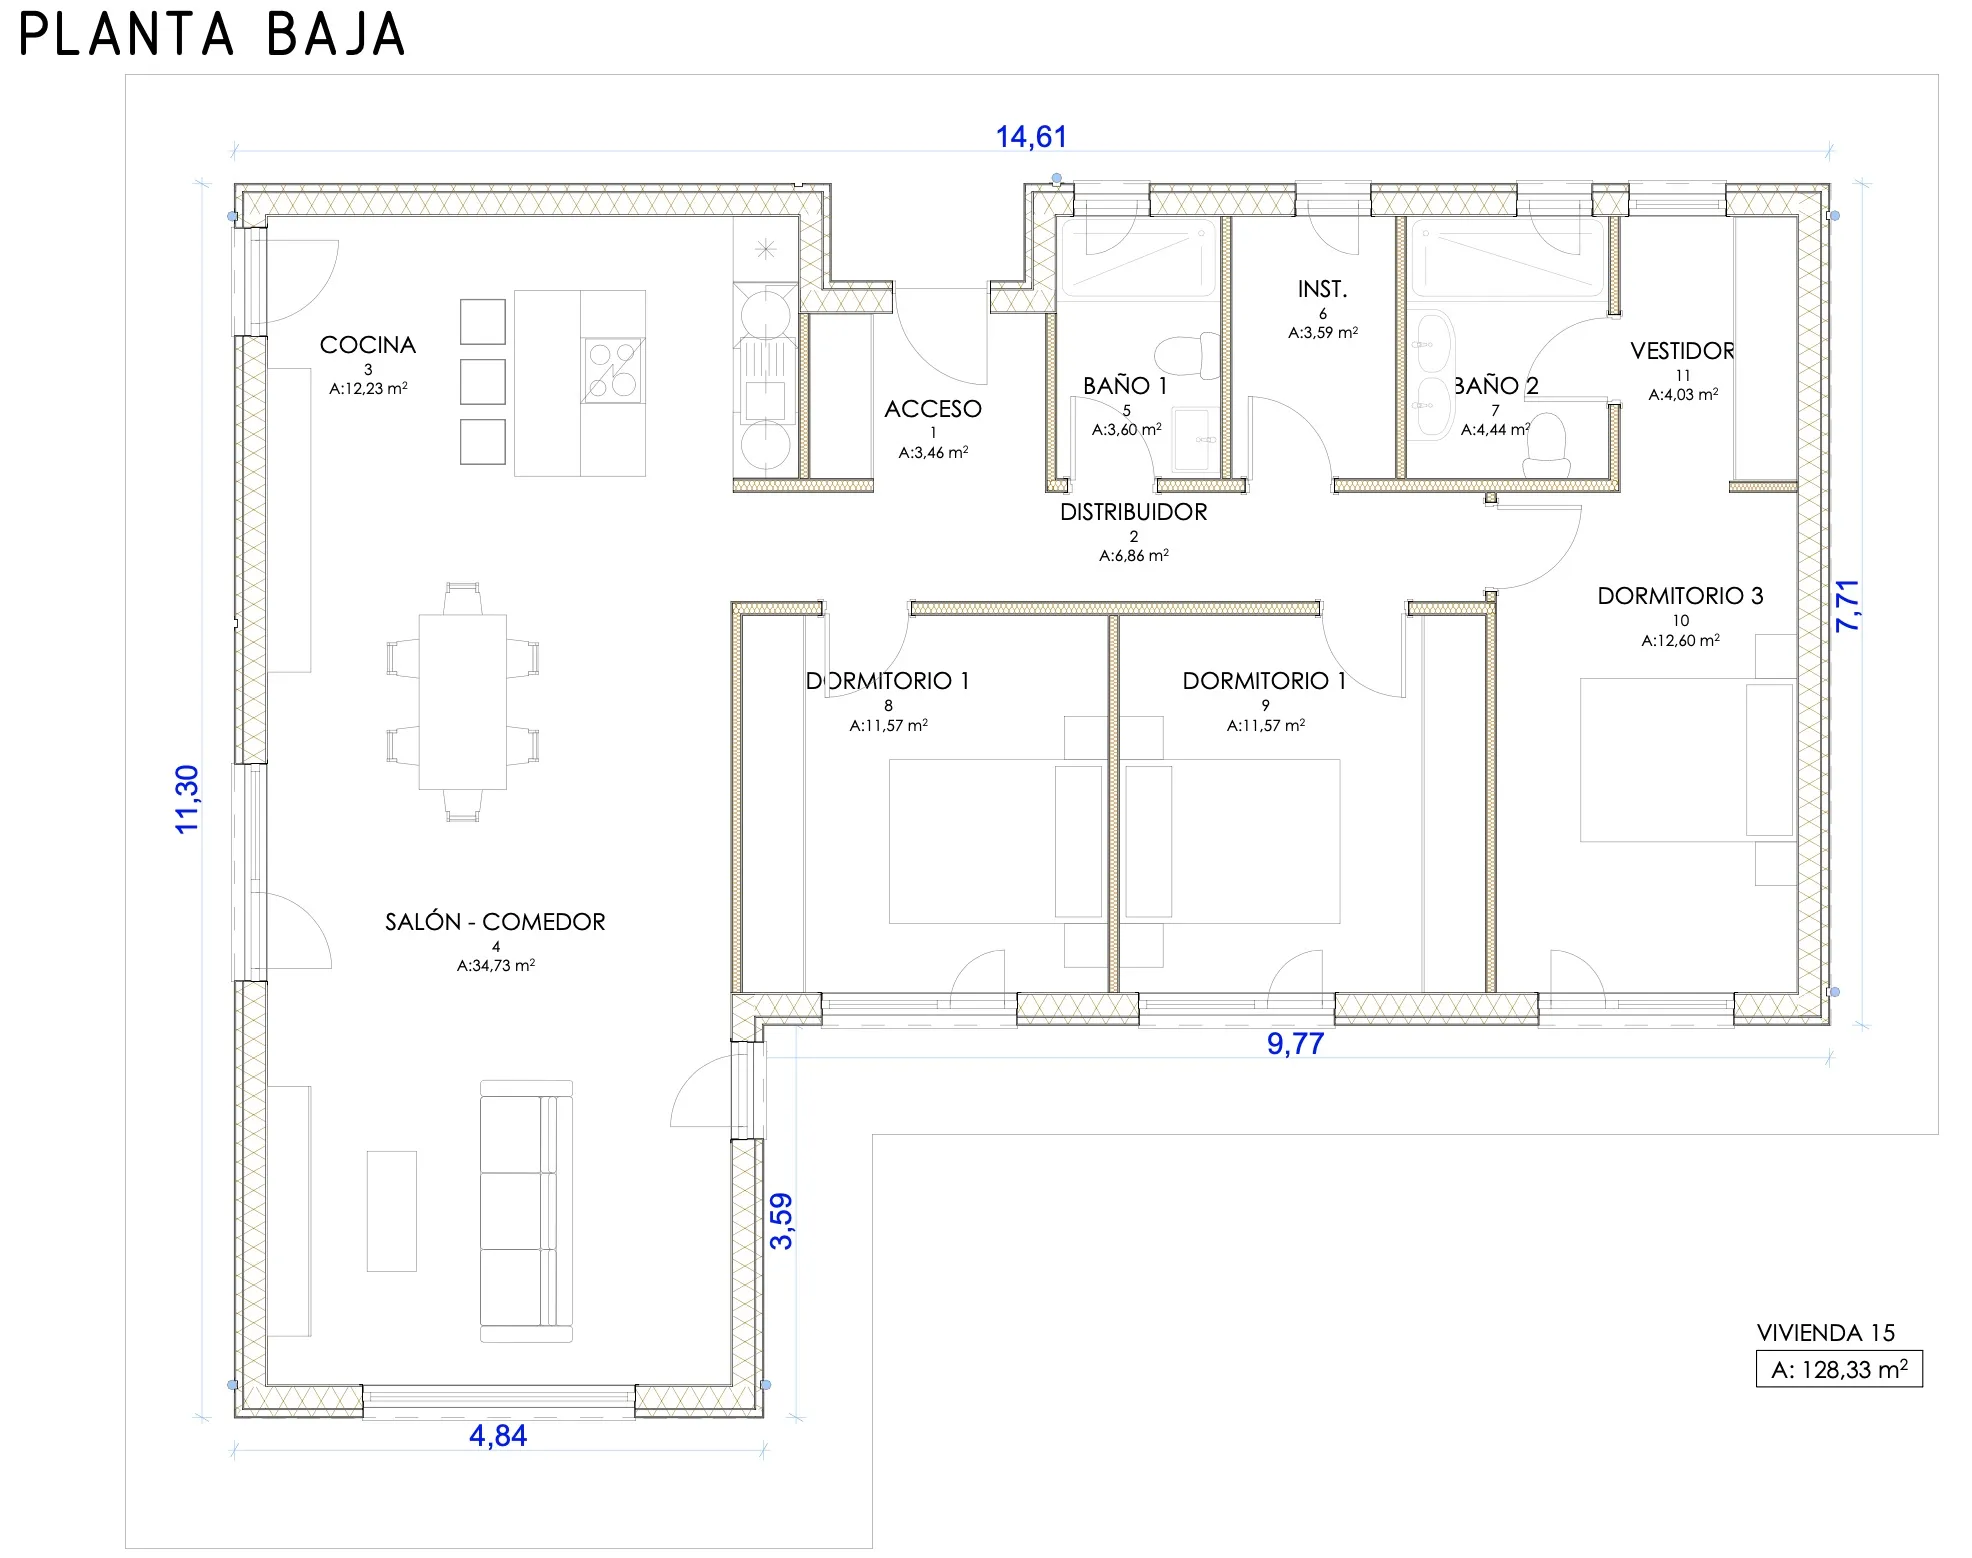 PLANTA BAJA
14,61
COCINA
3
A:12,23 m²
ACCESO
1
A:3,46 m²
BAÑO 1
5
A:3,60 m²
INST.
6
A:3,59 m²
BAÑO 2
7
A:4,44 m²
VESTIDOR
11
A:4,03 m²
DISTRIBUIDOR
2
A:6,86 m²
DORMITORIO 3
10
A:12,60 m²
7,71
DORMITORIO 1
8
A:11,57 m²
DORMITORIO 1
9
A:11,57 m²
11,30
SALÓN - COMEDOR
4
A:34,73 m²
9,77
3,59
4,84
VIVIENDA 15
A: 128,33 m²